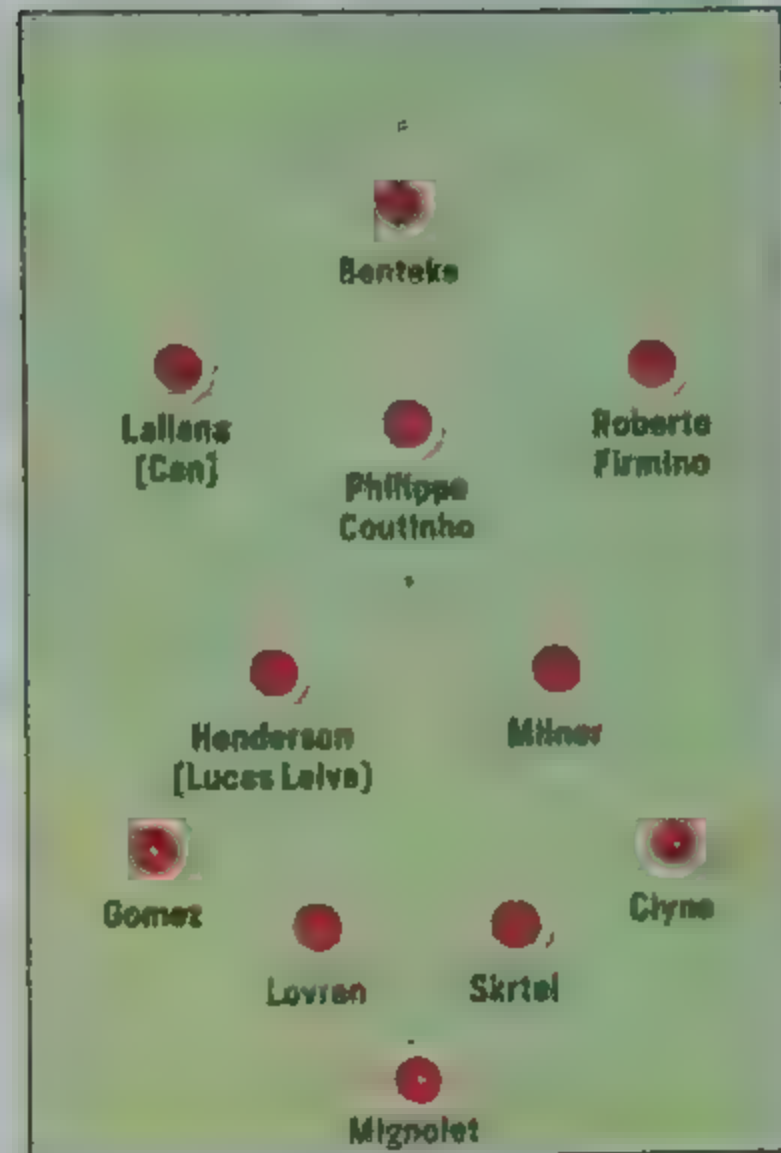 Benteke
Lallana
(Can)
Roberto
Firmino
Philippe
Coutinho
Henderson
(Lucas Leiva)
Milner
Gomez
Clyne
Lovren
Skrtel
Mignolet